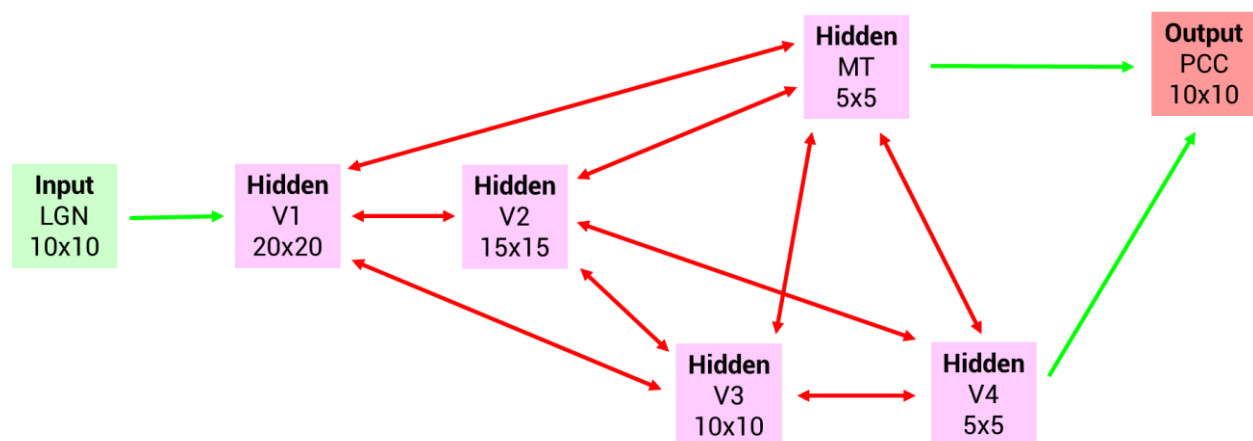 Input
LGN
10x10
Hidden
V1
20x20
Hidden
V2
15x15
Hidden
MT
5x5
Hidden
V3
10x10
Hidden
V4
5x5
Output
PCC
10x10